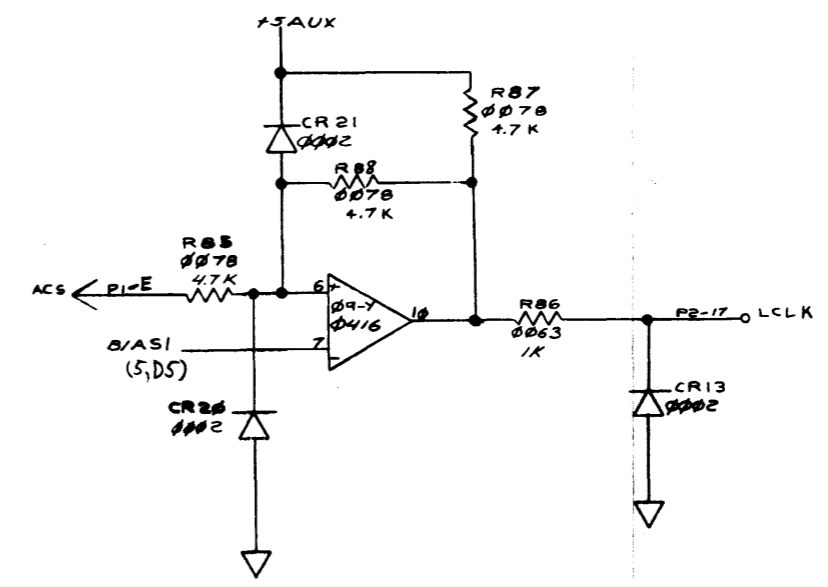 +5AUX
R87
ØØ78
4.7K
CR21
ØØØ2
R88
ØØ78
4.7K
R85
ØØ78
4.7K
ACS
P1-E
6
+
Ø9-Y
Ø416
1Ø
7
-
B/ASI
(5,D5)
R86
ØØ63
1K
P2-17
LCLK
CR2Ø
ØØØ2
CR13
ØØØ2